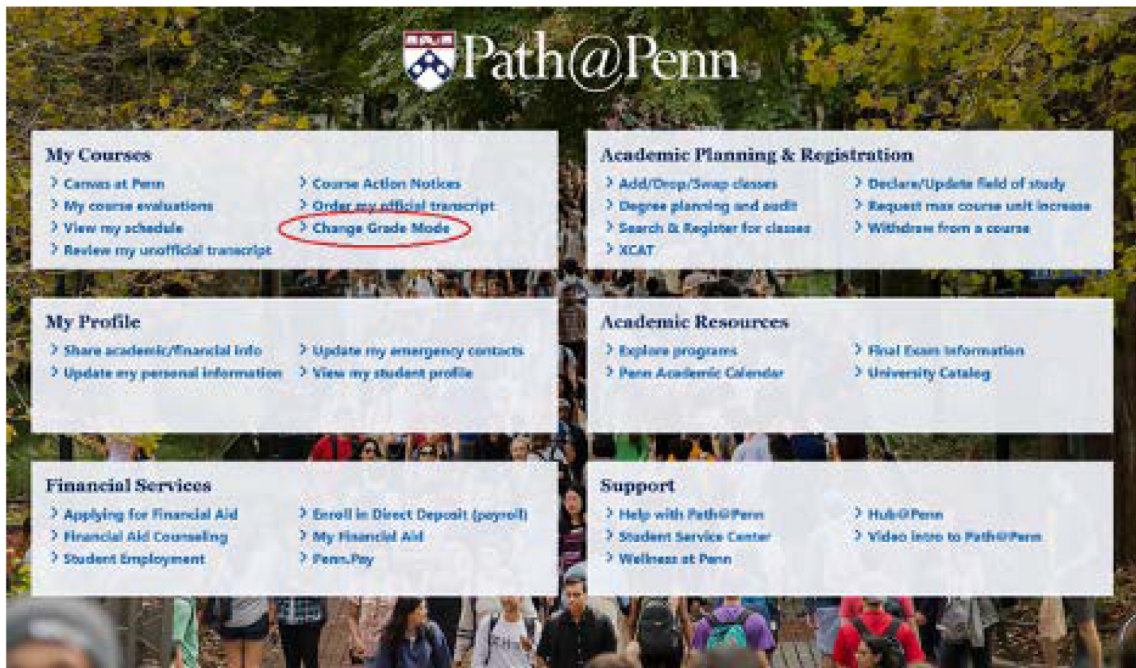 Path@Penn
My Courses
> Canvas at Penn
> My course evaluations
> View my schedule
> Review my unofficial transcript
> Course Action Notices
> Order my official transcript
> Change Grade Mode
Academic Planning & Registration
> Add/Drop/Swap classes
> Degree planning and audit
> Search & Register for classes
> XCAT
> Declare/Update field of study
> Request max course unit increase
> Withdraw from a course
My Profile
> Share academic/financial info
> Update my personal information
> Update my emergency contacts
> View my student profile
Academic Resources
> Explore programs
> Penn Academic Calendar
> Final Exam Information
> University Catalog
Financial Services
> Applying for Financial Aid
> Financial Aid Counseling
> Student Employment
> Enroll in Direct Deposit (payroll)
> My Financial Aid
> Penn.Pay
Support
> Help with Path@Penn
> Student Service Center
> Wellness at Penn
> Hub@Penn
> Video intro to Path@Penn